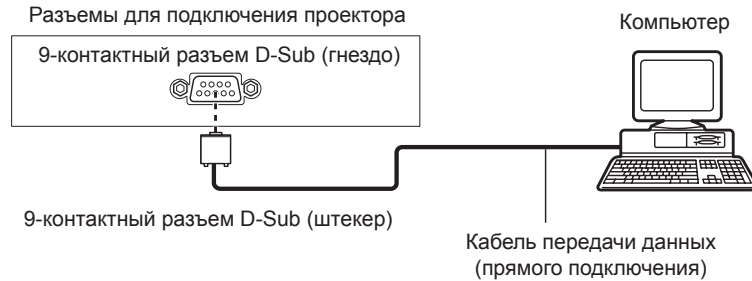 Разъемы для подключения проектора
Компьютер
9-контактный разъем D-Sub (гнездо)
9-контактный разъем D-Sub (штекер)
Кабель передачи данных
(прямого подключения)